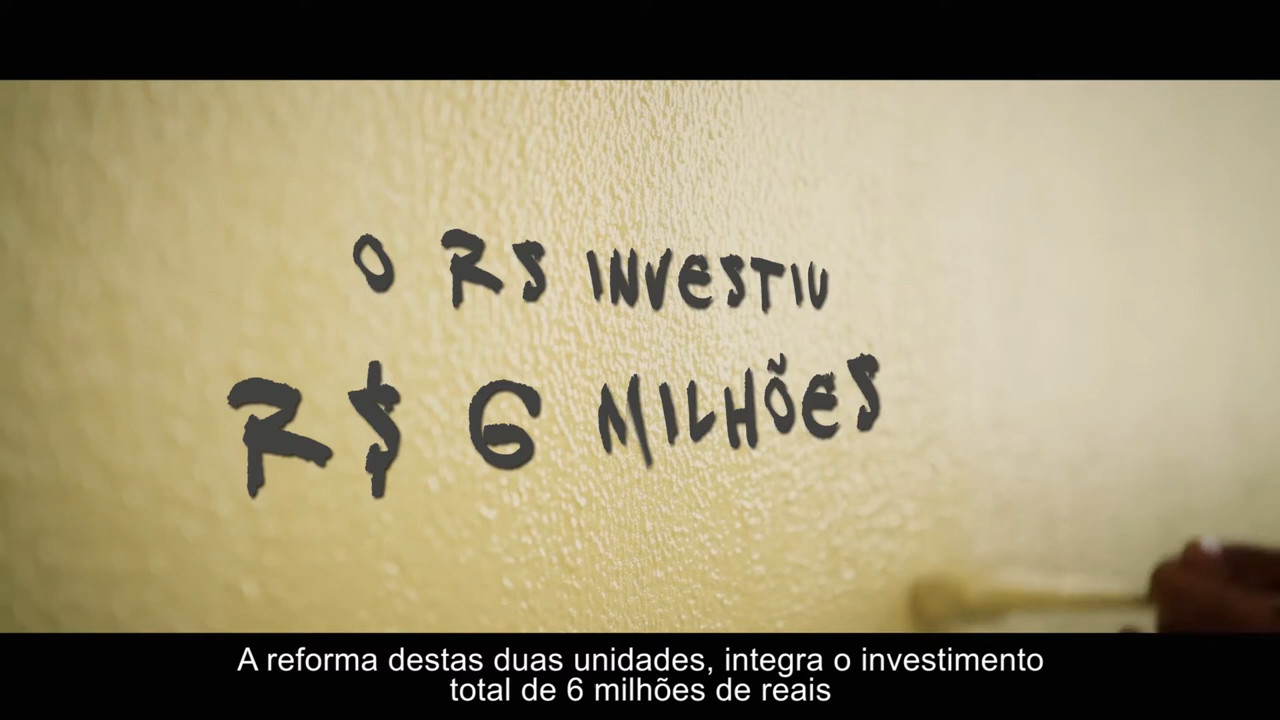 O RS INVESTIU
R$ 6 MILHÕES
A reforma destas duas unidades, integra o investimento
total de 6 milhões de reais